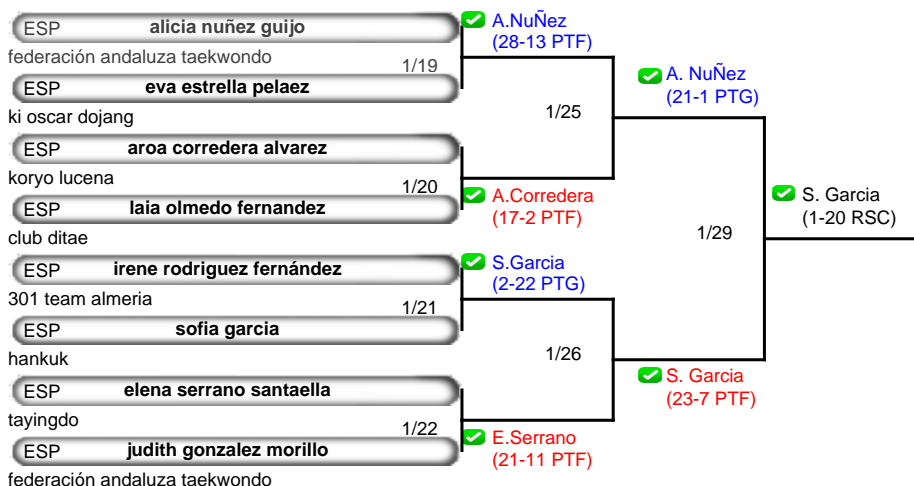 ESP alicia nuñez guijo
federación andaluza taekwondo
1/19
ESP eva estrella pelaez
ki oscar dojang
ESP aroa corredera alvarez
koryo lucena
1/20
ESP laia olmedo fernandez
club ditae
ESP irene rodriguez fernández
301 team almeria
1/21
ESP sofia garcia
hankuk
ESP elena serrano santaella
tayingdo
1/22
ESP judith gonzalez morillo
federación andaluza taekwondo
A.NuÑez
(28-13 PTF)
1/25
A.Corredera
(17-2 PTF)
S.Garcia
(2-22 PTG)
1/26
E.Serrano
(21-11 PTF)
A. NuÑez
(21-1 PTG)
1/29
S. Garcia
(23-7 PTF)
S. Garcia
(1-20 RSC)